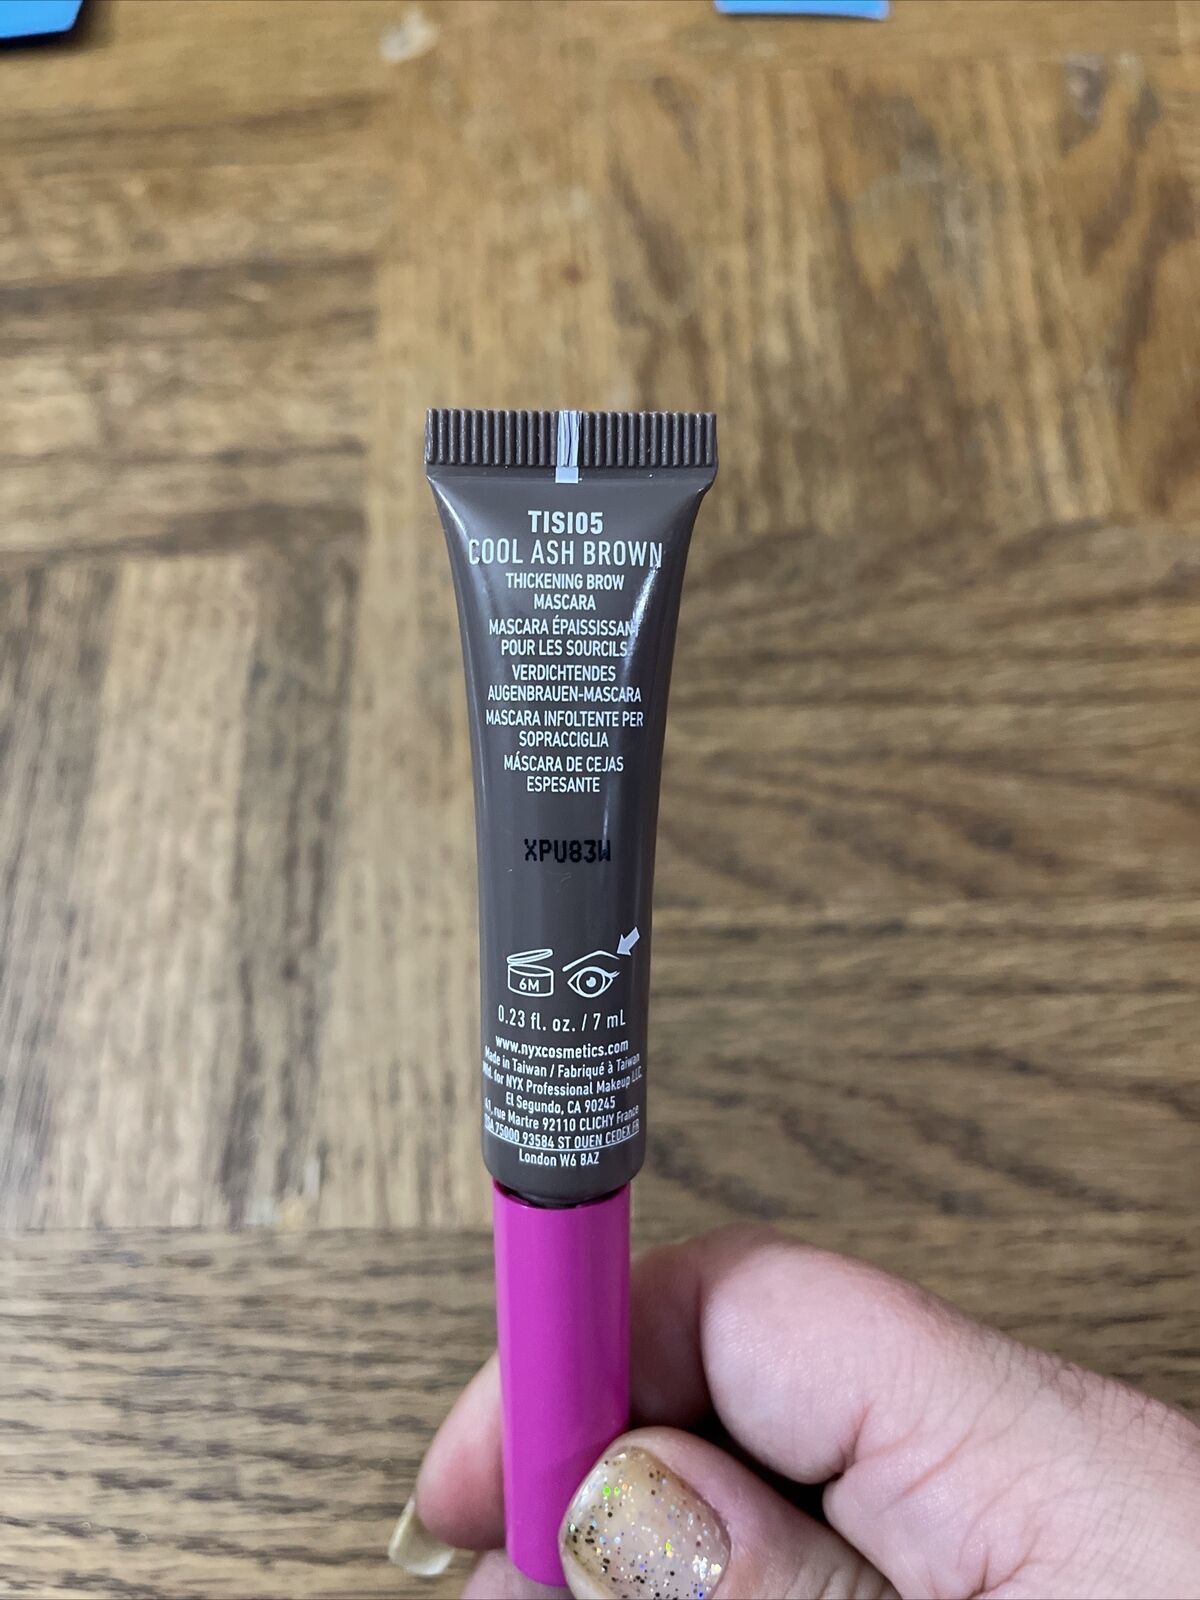 TISI05
COOL ASH BROWN
THICKENING BROW
MASCARA
MASCARA ÉPAISSISSANT
POUR LES SOURCILS
VERDICHTENDES
AUGENBRAUEN-MASCARA
MASCARA INFOLTENTE PER
SOPRACCIGLIA
MÁSCARA DE CEJAS
ESPESANTE
XPU83W
6M
0.23 fl. oz. / 7 mL
www.nyxcosmetics.com
Made in Taiwan / Fabriqué à Taiwan
for NYX Professional Makeup LLC
El Segundo, CA 90245
41, rue Martre 92110 CLICHY France
75000 93584 ST OUEN CEDEX FR
London W6 8AZ